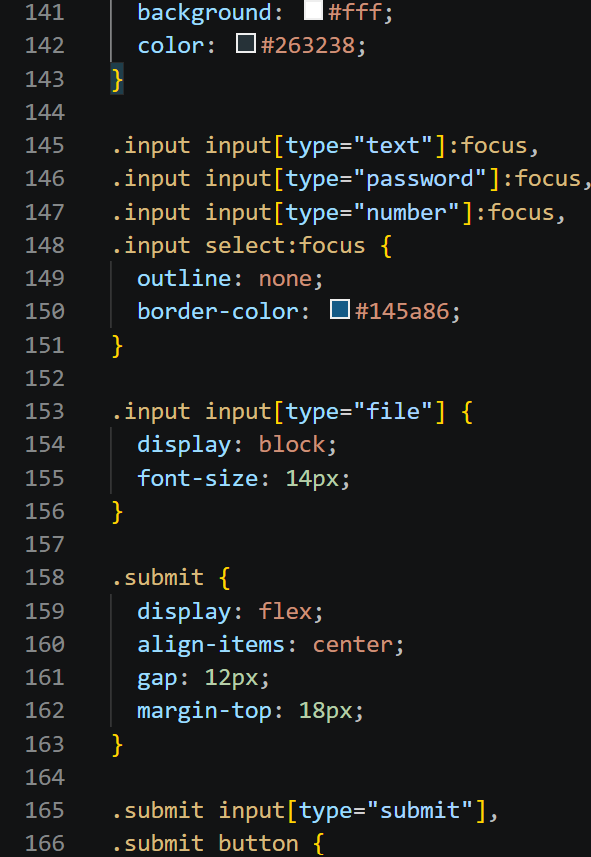 141 background: #fff;
142 color: #263238;
143 }
144
145 .input input[type="text"]:focus,
146 .input input[type="password"]:focus,
147 .input input[type="number"]:focus,
148 .input select:focus {
149 outline: none;
150 border-color: #145a86;
151 }
152
153 .input input[type="file"] {
154 display: block;
155 font-size: 14px;
156 }
157
158 .submit {
159 display: flex;
160 align-items: center;
161 gap: 12px;
162 margin-top: 18px;
163 }
164
165 .submit input[type="submit"],
166 .submit button {